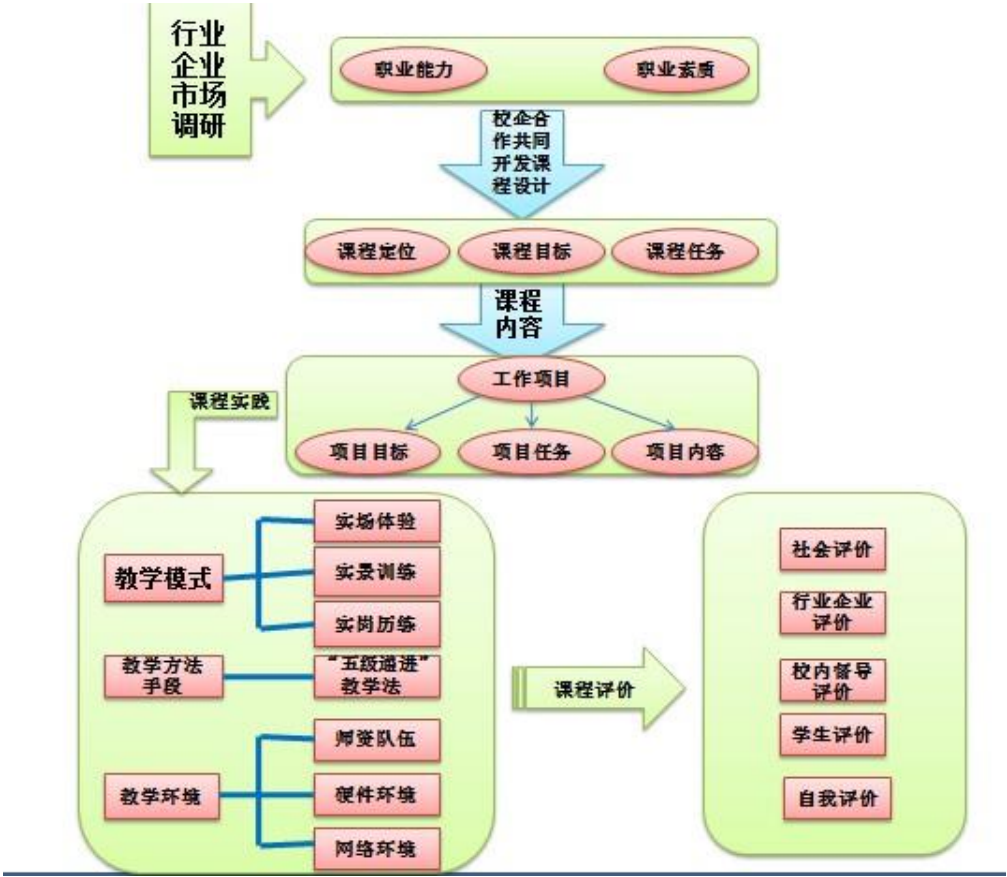 行业
企业
市场
调研
职业能力
职业素质
校企合
作共同
开发课
程设计
课程定位
课程目标
课程任务
课程
内容
工作项目
课程实践
项目目标
项目任务
项目内容
教学模式
实场体验
实景训练
实岗历练
教学方法
手段
“五级通进”
教学法
教学环境
师资队伍
硬件环境
网络环境
课程评价
社会评价
行业企业
评价
校内督导
评价
学生评价
自我评价